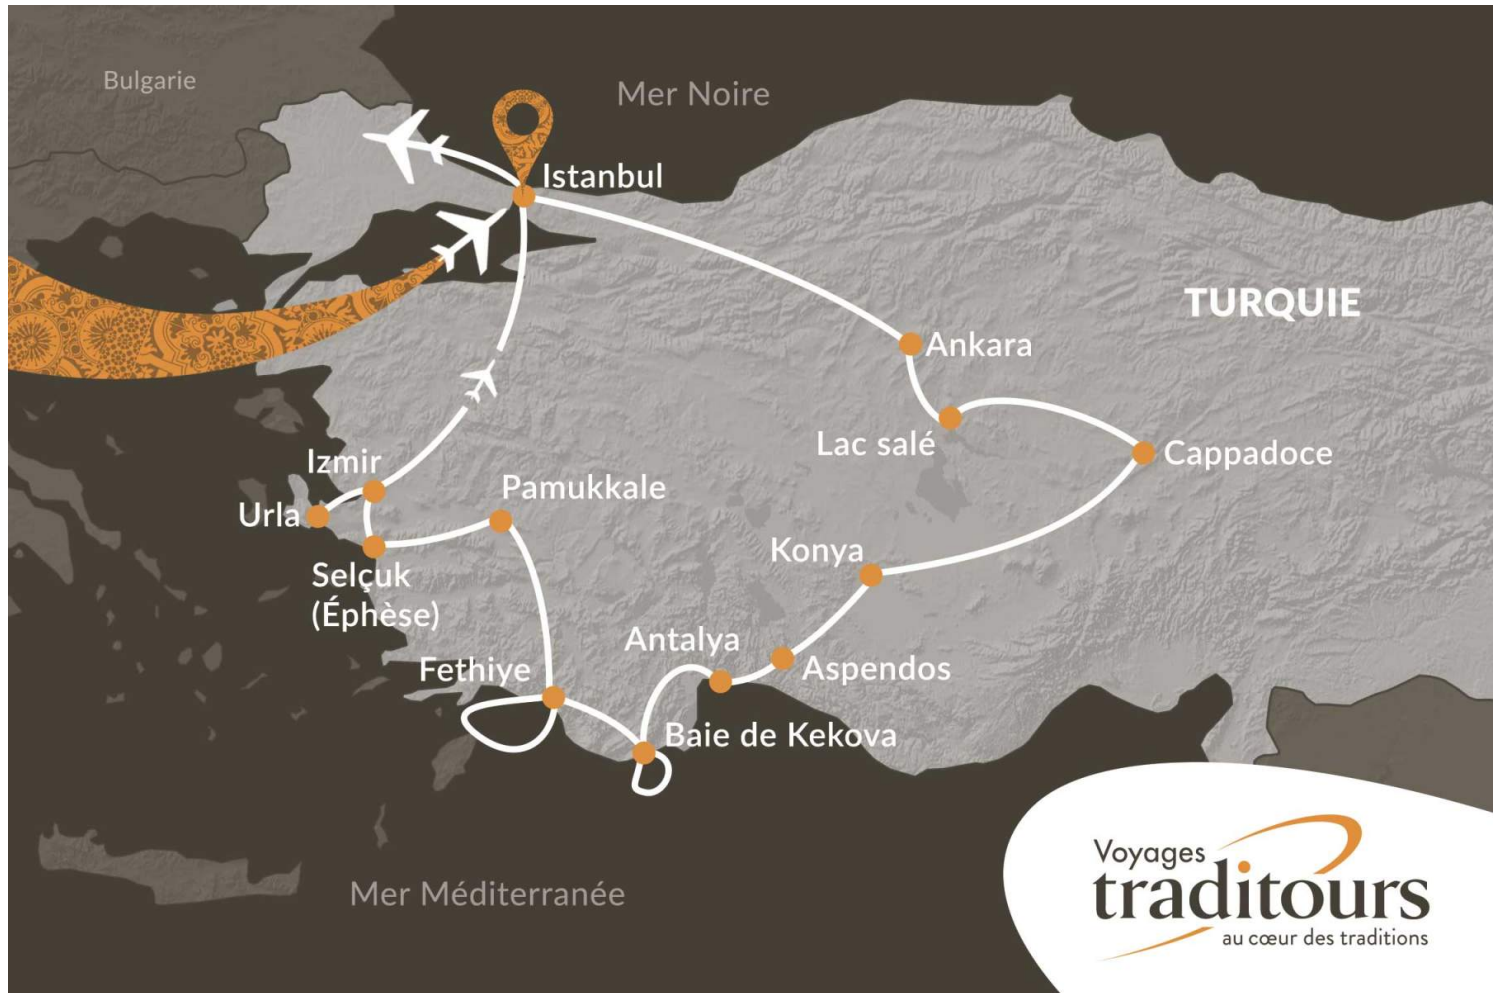 Bulgarie
Mer Noire
Istanbul
TURQUIE
Ankara
Lac salé
Cappadoce
Izmir
Pamukkale
Urla
Konya
Selçuk
(Éphèse)
Antalya
Aspendos
Fethiye
Baie de Kekova
Mer Méditerranée
Voyages
traditours
au cœur des traditions